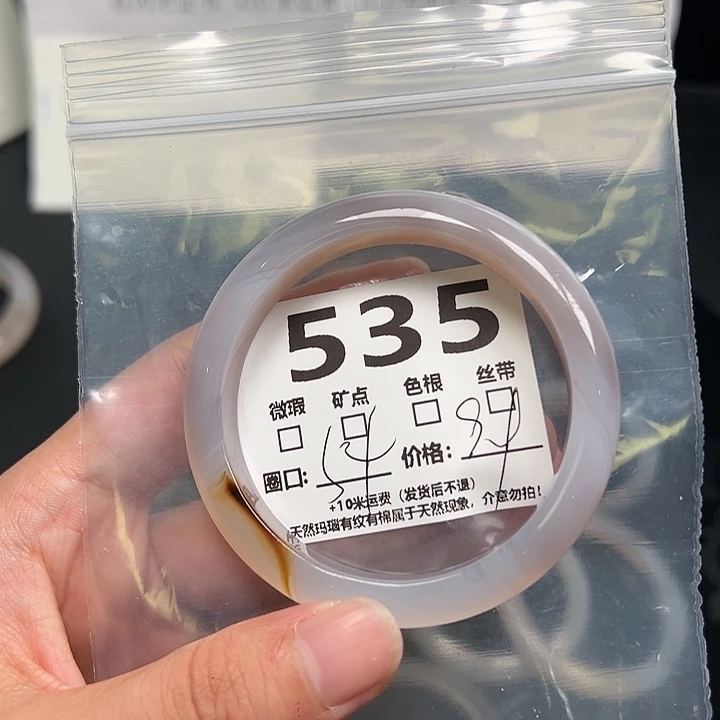 535
微瑕 矿点 色根 丝带
□ □ □ □
圈口: 54 价格: 84
+10米运费（发货后不退）
天然玛瑙有纹有棉属于天然现象，介意勿拍！